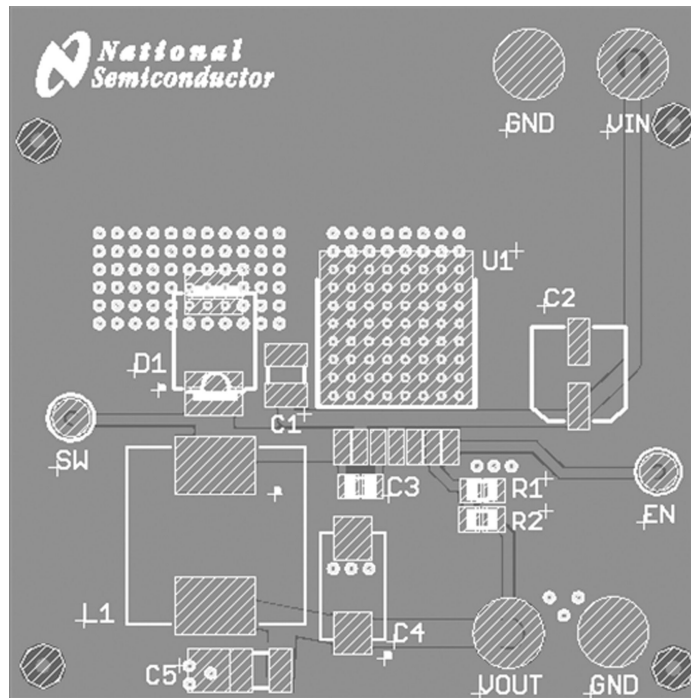 National
Semiconductor
GND
VIN
U1
C2
D1
C1
SW
C3
R1
R2
EN
L1
C4
C5
VOUT
GND